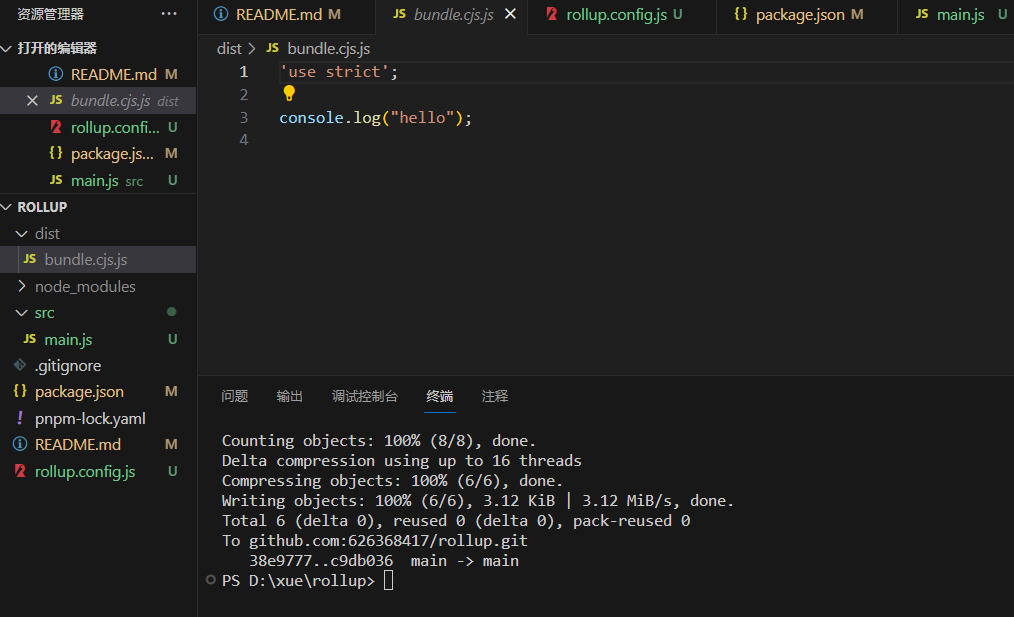 资源管理器 ···
README.md M
JS bundle.cjs.js
rollup.config.js U
{} package.json M
JS main.js U
打开的编辑器
README.md M
JS bundle.cjs.js dist
rollup.confi... U
{} package.js... M
JS main.js src U
ROLLUP
dist
JS bundle.cjs.js
node_modules
src
JS main.js U
.gitignore
{} package.json M
! pnpm-lock.yaml
README.md M
rollup.config.js U
dist > JS bundle.cjs.js
1 'use strict';
2
3 console.log("hello");
4
问题 输出 调试控制台 终端 注释
Counting objects: 100% (8/8), done.
Delta compression using up to 16 threads
Compressing objects: 100% (6/6), done.
Writing objects: 100% (6/6), 3.12 KiB | 3.12 MiB/s, done.
Total 6 (delta 0), reused 0 (delta 0), pack-reused 0
To github.com:626368417/rollup.git
38e9777..c9db036 main -> main
PS D:\xue\rollup>